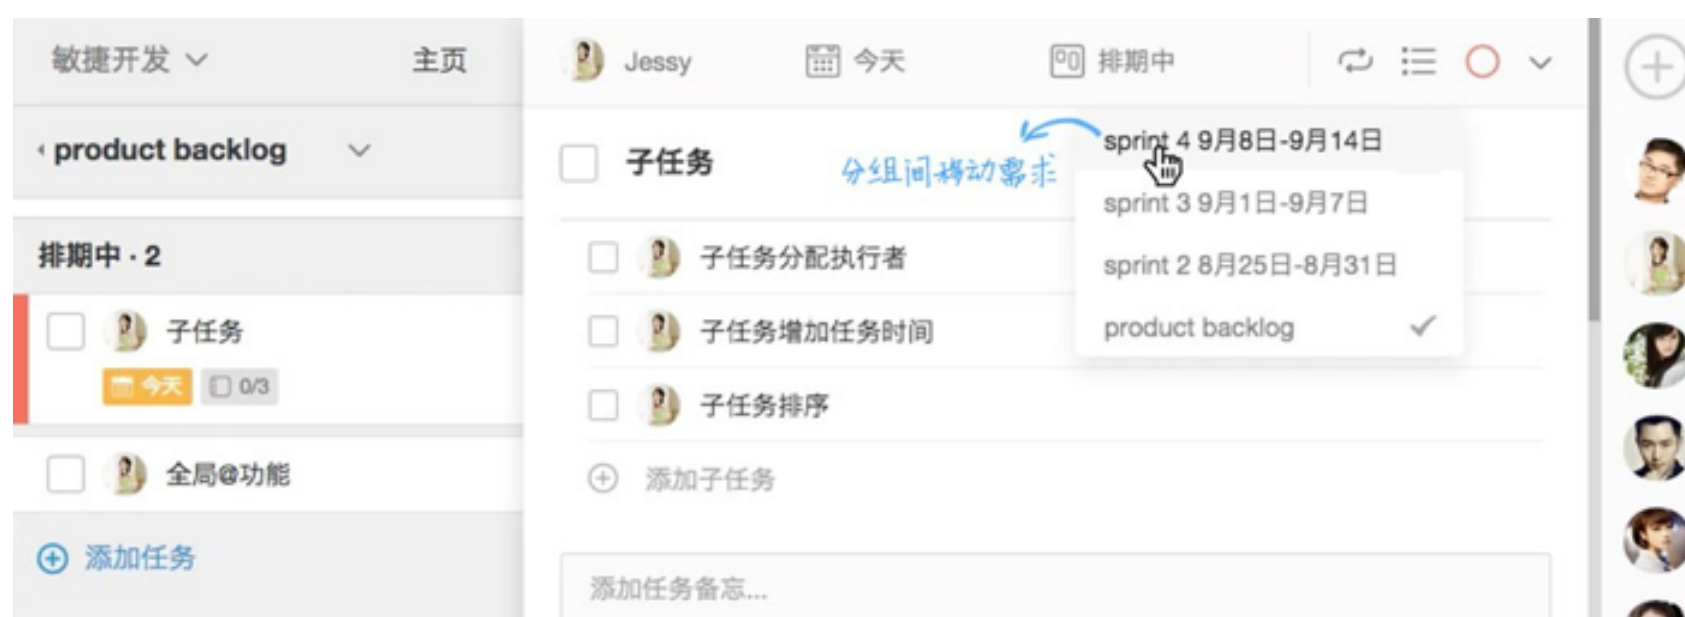 敏捷开发
主页
product backlog
排期中 · 2
子任务
今天
0/3
全局@功能
添加任务
Jessy
今天
排期中
子任务
分组间移动需求
sprint 4 9月8日-9月14日
sprint 3 9月1日-9月7日
sprint 2 8月25日-8月31日
product backlog
子任务分配执行者
子任务增加任务时间
子任务排序
添加子任务
添加任务备忘...